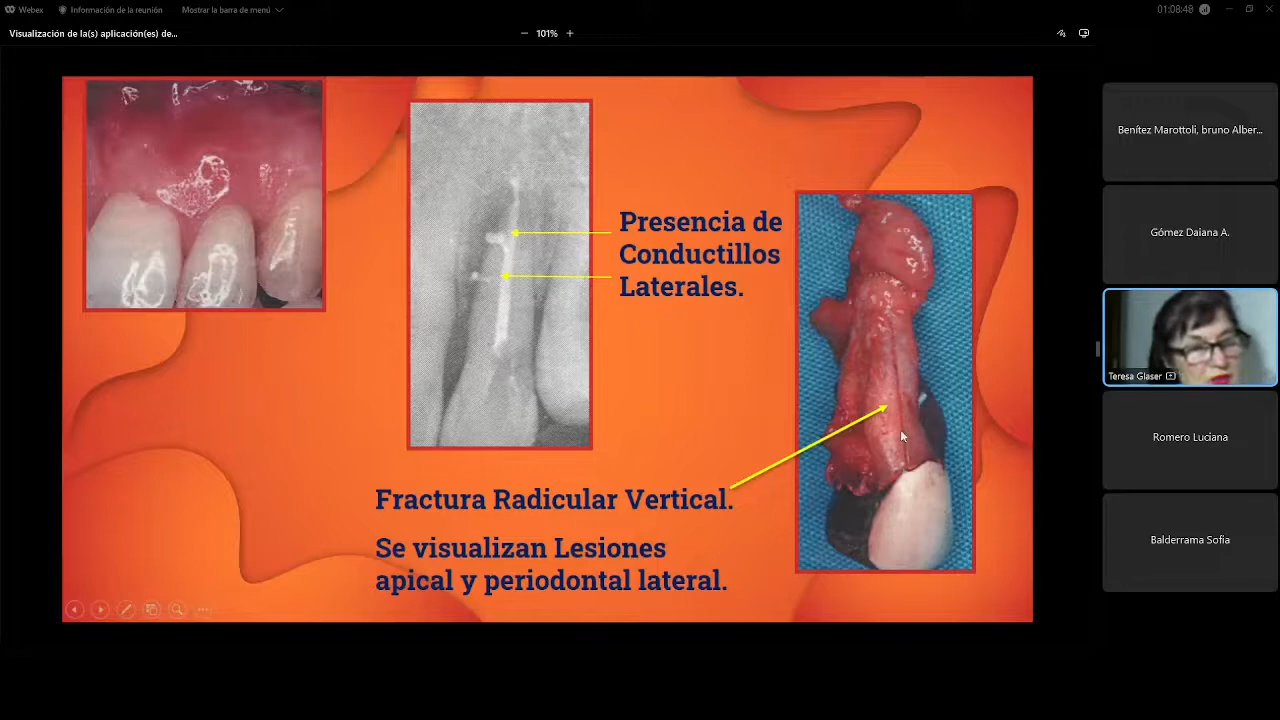 Webex
Información de la reunión
Mostrar la barra de menú
01:08:48
Visualización de la(s) aplicación(es) de...
101%
Presencia de
Conductillos
Laterales.
Fractura Radicular Vertical.
Se visualizan Lesiones
apical y periodontal lateral.
Benítez Marottoli, bruno Alber...
Gómez Daiana A.
Teresa Glaser
Romero Luciana
Balderrama Sofia